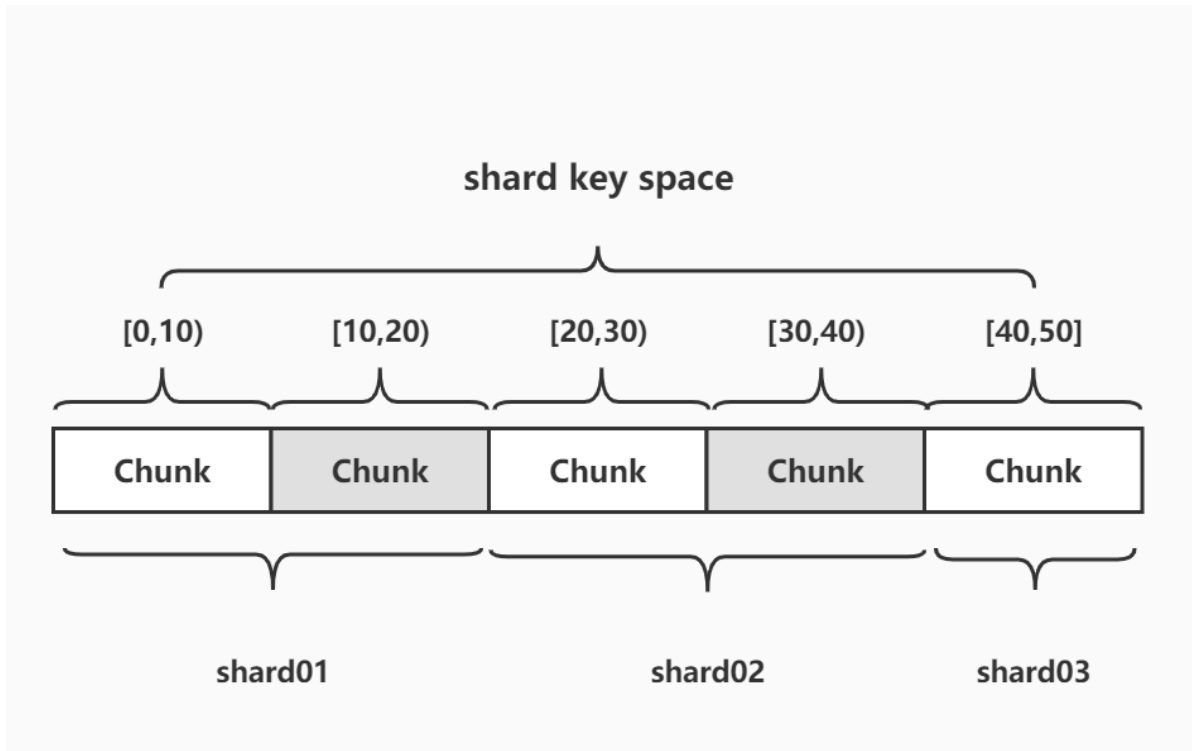 shard key space
[0,10) [10,20) [20,30) [30,40) [40,50]
Chunk Chunk Chunk Chunk Chunk
shard01 shard02 shard03